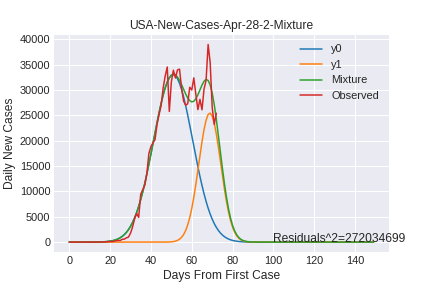 USA-New-Cases-Apr-28-2-Mixture
40000
35000
30000
25000
20000
15000
10000
5000
0
Daily New Cases
y0
y1
Mixture
Observed
Residuals^2=272034699
0 20 40 60 80 100 120 140
Days From First Case